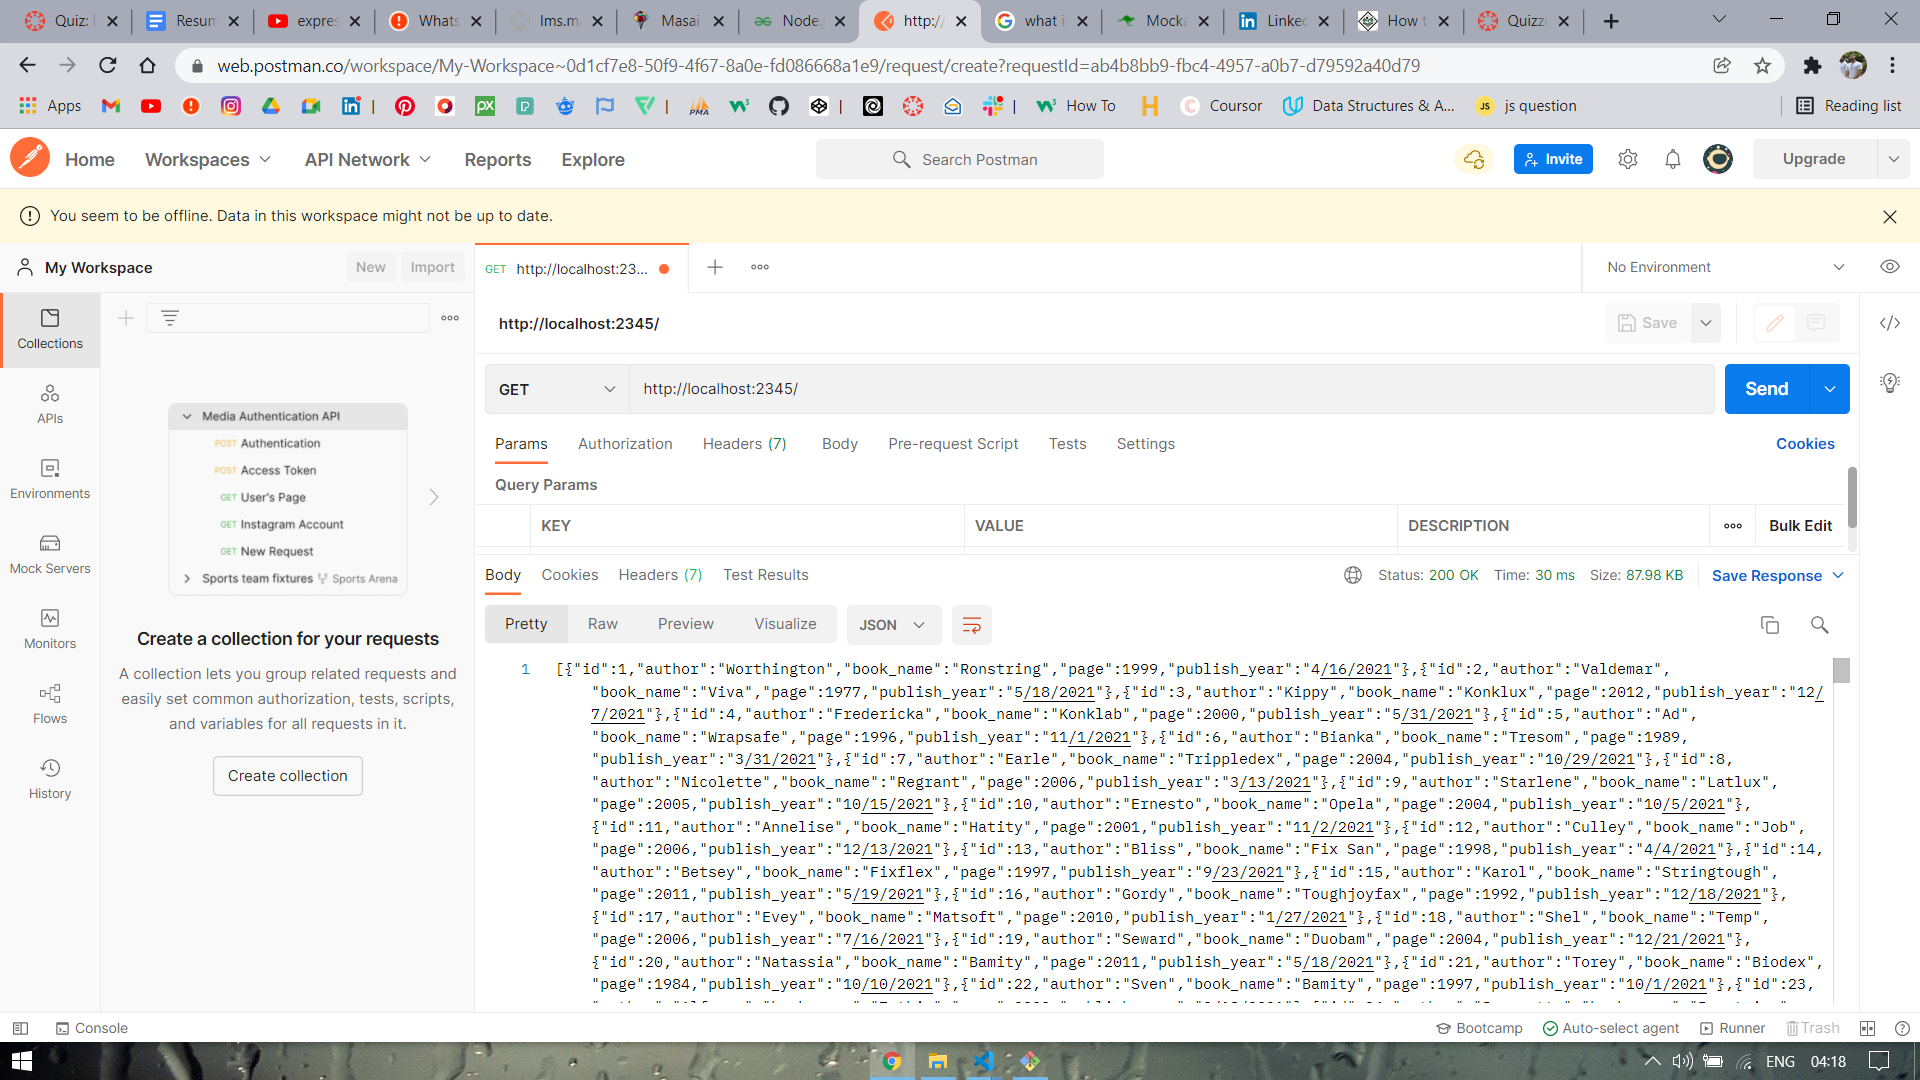 Quiz: 
Resum
expres
Whats
lms.m
Masai
Node.
http://
what i
Mocka
Linked
How t
Quizz
web.postman.co/workspace/My-Workspace~0d1cf7e8-50f9-4f67-8a0e-fd086668a1e9/request/create?requestId=ab4b8bb9-fbc4-4957-a0b7-d79592a40d79
Apps
PMA
How To
Coursor
Data Structures & A...
JS
js question
Reading list
Home
Workspaces
API Network
Reports
Explore
Search Postman
Invite
Upgrade
You seem to be offline. Data in this workspace might not be up to date.
My Workspace
New
Import
GET http://localhost:23...
No Environment
Collections
APIs
Environments
Mock Servers
Monitors
Flows
History
Media Authentication API
POST Authentication
POST Access Token
GET User's Page
GET Instagram Account
GET New Request
Sports team fixtures Sports Arena
Create a collection for your requests
A collection lets you group related requests and
easily set common authorization, tests, scripts,
and variables for all requests in it.
Create collection
http://localhost:2345/
Save
GET
http://localhost:2345/
Send
Params
Authorization
Headers (7)
Body
Pre-request Script
Tests
Settings
Cookies
Query Params
KEY
VALUE
DESCRIPTION
Bulk Edit
Body
Cookies
Headers (7)
Test Results
Status: 200 OK
Time: 30 ms
Size: 87.98 KB
Save Response
Pretty
Raw
Preview
Visualize
JSON
1
[{"id":1,"author":"Worthington","book_name":"Ronstring","page":1999,"publish_year":"4/16/2021"},{"id":2,"author":"Valdemar",
"book_name":"Viva","page":1977,"publish_year":"5/18/2021"},{"id":3,"author":"Kippy","book_name":"Konklux","page":2012,"publish_year":"12/
7/2021"},{"id":4,"author":"Fredericka","book_name":"Konklab","page":2000,"publish_year":"5/31/2021"},{"id":5,"author":"Ad",
"book_name":"Wrapsafe","page":1996,"publish_year":"11/1/2021"},{"id":6,"author":"Bianka","book_name":"Tresom","page":1989,
"publish_year":"3/31/2021"},{"id":7,"author":"Earle","book_name":"Trippledex","page":2004,"publish_year":"10/29/2021"},{"id":8,
"author":"Nicolette","book_name":"Regrant","page":2006,"publish_year":"3/13/2021"},{"id":9,"author":"Starlene","book_name":"Latlux",
"page":2005,"publish_year":"10/15/2021"},{"id":10,"author":"Ernesto","book_name":"Opela","page":2004,"publish_year":"10/5/2021"},
{"id":11,"author":"Annelise","book_name":"Hatity","page":2001,"publish_year":"11/2/2021"},{"id":12,"author":"Culley","book_name":"Job",
"page":2006,"publish_year":"12/13/2021"},{"id":13,"author":"Bliss","book_name":"Fix San","page":1998,"publish_year":"4/4/2021"},{"id":14,
"author":"Betsey","book_name":"Fixflex","page":1997,"publish_year":"9/23/2021"},{"id":15,"author":"Karol","book_name":"Stringtough",
"page":2011,"publish_year":"5/19/2021"},{"id":16,"author":"Gordy","book_name":"Toughjoyfax","page":1992,"publish_year":"12/18/2021"},
{"id":17,"author":"Evey","book_name":"Matsoft","page":2010,"publish_year":"1/27/2021"},{"id":18,"author":"Shel","book_name":"Temp",
"page":2006,"publish_year":"7/16/2021"},{"id":19,"author":"Seward","book_name":"Duobam","page":2004,"publish_year":"12/21/2021"},
{"id":20,"author":"Natassia","book_name":"Bamity","page":2011,"publish_year":"5/18/2021"},{"id":21,"author":"Torey","book_name":"Biodex",
"page":1984,"publish_year":"10/10/2021"},{"id":22,"author":"Sven","book_name":"Bamity","page":1997,"publish_year":"10/1/2021"},{"id":23,
Console
Bootcamp
Auto-select agent
Runner
Trash
ENG
04:18